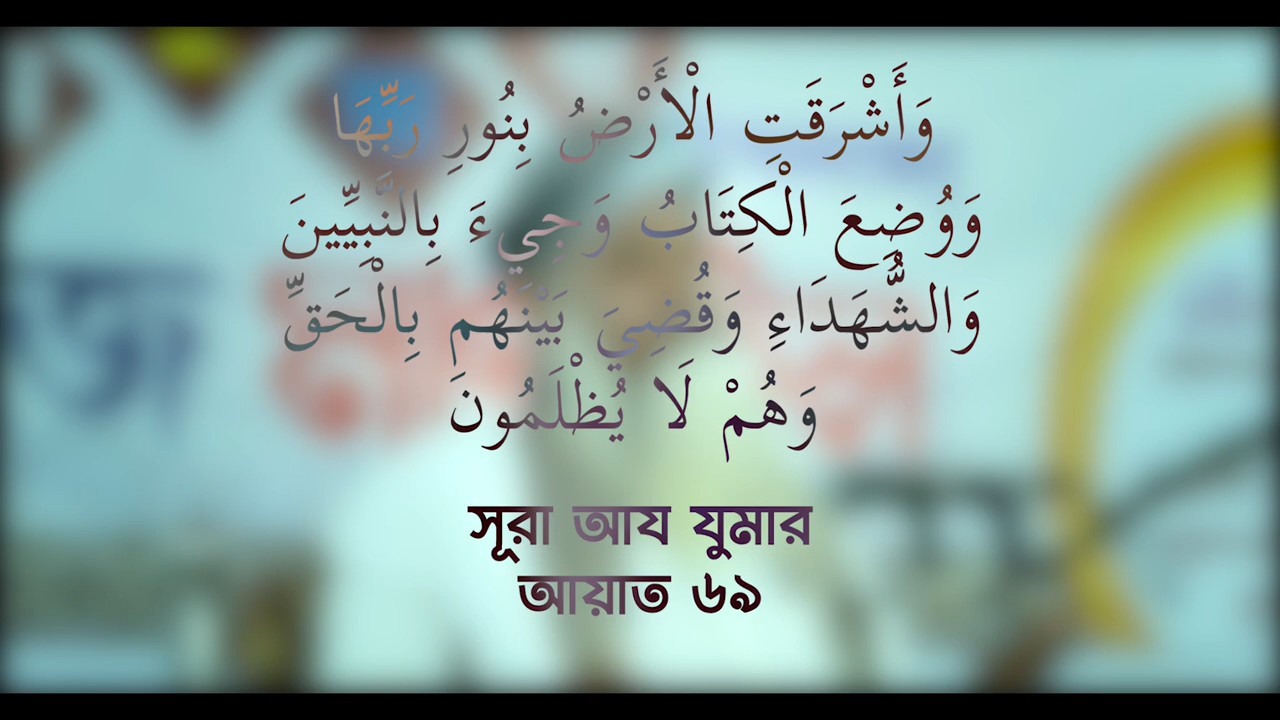 وَأَشْرَقَتِ الْأَرْضُ بِنُورِ رَبِّهَا
وَوُضِعَ الْكِتَابُ وَجِيءَ بِالنَّبِيِّينَ
وَالشُّهَدَاءِ وَقُضِيَ بَيْنَهُم بِالْحَقِّ
وَهُمْ لَا يُظْلَمُونَ
সূরা আয যুমার
আয়াত ৬৯